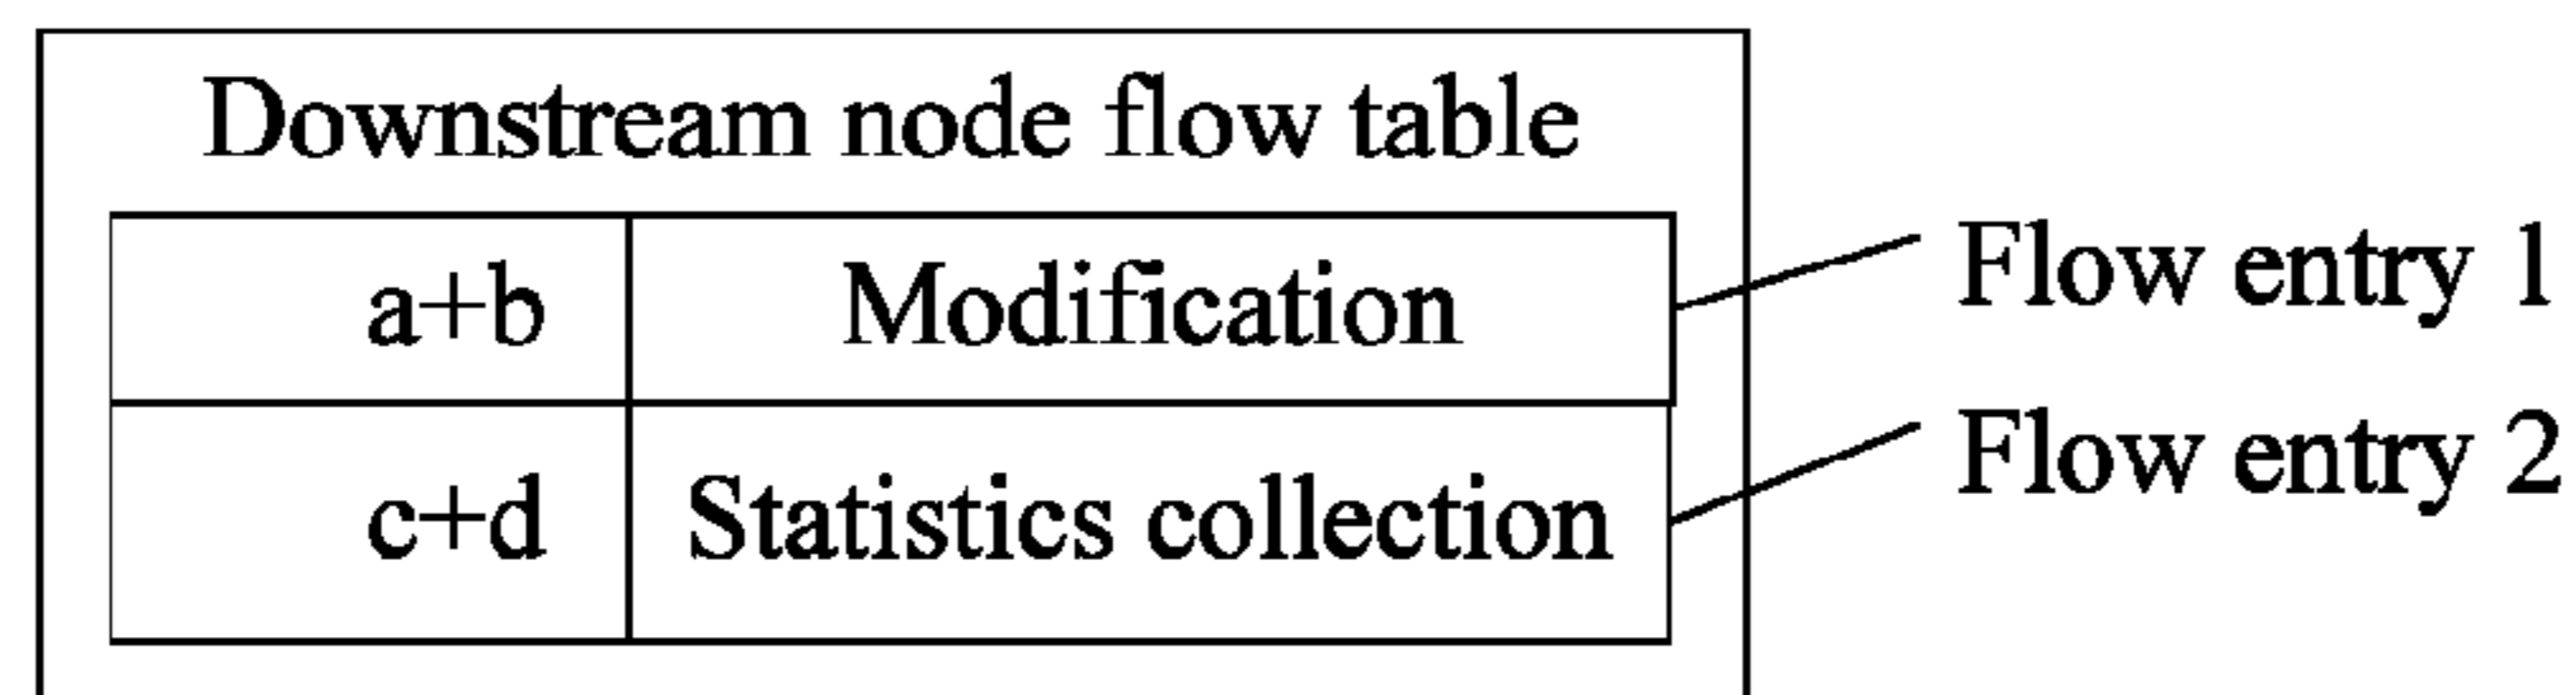 Downstream node flow table
a+b Modification Flow entry 1
c+d Statistics collection Flow entry 2